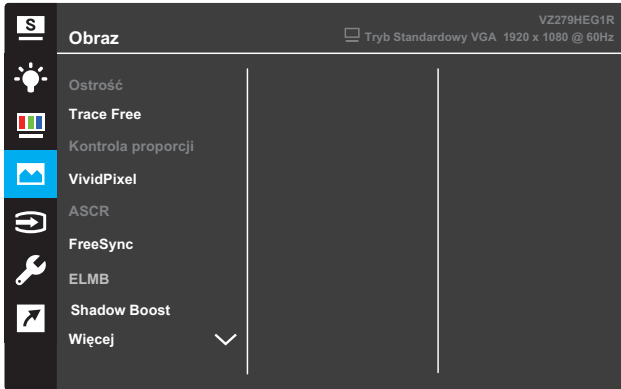 S
VZ279HEG1R
Obraz
Tryb Standardowy VGA 1920 x 1080 @ 60Hz
Ostrość
Trace Free
Kontrola proporcji
VividPixel
ASCR
FreeSync
ELMB
Shadow Boost
Więcej